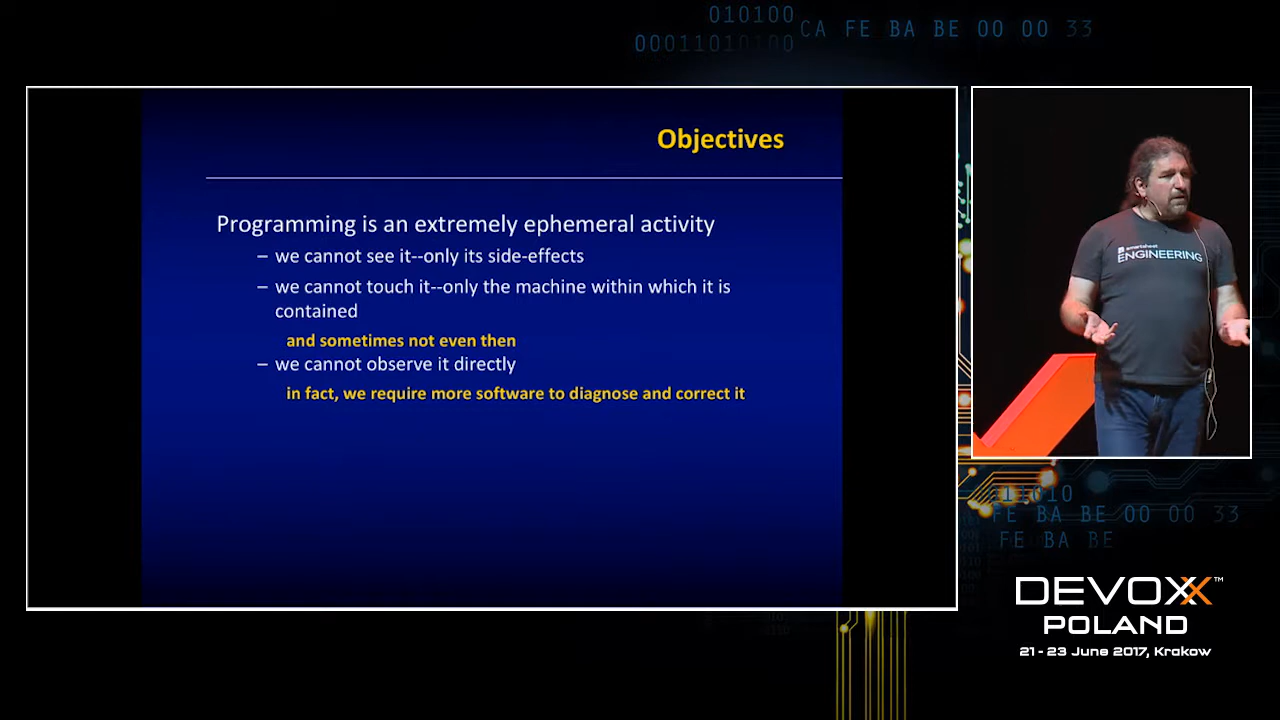 010100
00011010100
CA FE BA BE 00 00 33
Objectives
Programming is an extremely ephemeral activity
– we cannot see it--only its side-effects
– we cannot touch it--only the machine within which it is
contained
and sometimes not even then
– we cannot observe it directly
in fact, we require more software to diagnose and correct it
smartsheet
ENGINEERING
FE BA BE 00 00 33
FE BA BE
DEVOXX™
POLAND
21 - 23 June 2017, Krakow